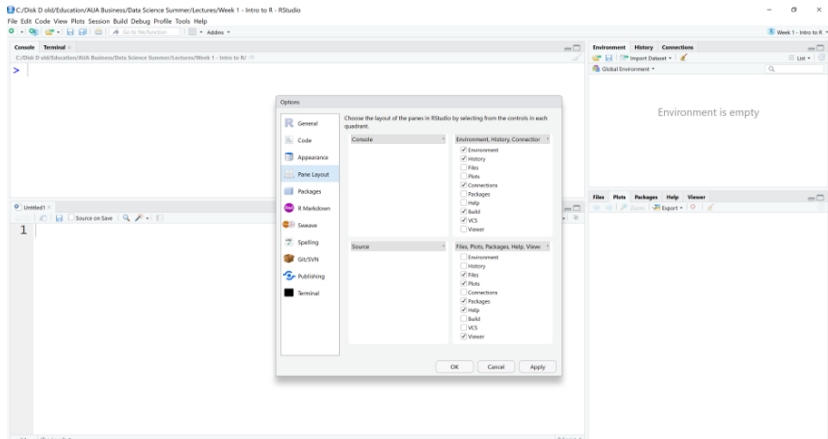 C:/Disk D old/Education/AUA Business/Data Science Summer/Lectures/Week 1 - Intro to R - RStudio
File Edit Code View Plots Session Build Debug Profile Tools Help
Go to file/function
Addins
Week 1 - Intro to R
Console Terminal
C:/Disk D old/Education/AUA Business/Data Science Summer/Lectures/Week 1 - Intro to R/
>
Environment History Connections
Import Dataset
List
Global Environment
Environment is empty
Options
General
Code
Appearance
Pane Layout
Packages
R Markdown
Sweave
Spelling
Git/SVN
Publishing
Terminal
Choose the layout of the panes in RStudio by selecting from the controls in each
quadrant.
Console
Environment, History, Connection
Environment
History
Files
Plots
Connections
Packages
Help
Build
VCS
Viewer
Source
Files, Plots, Packages, Help, View
Environment
History
Files
Plots
Connections
Packages
Help
Build
VCS
Viewer
OK Cancel Apply
Untitled1
Source on Save
1
Files Plots Packages Help Viewer
Zoom Export